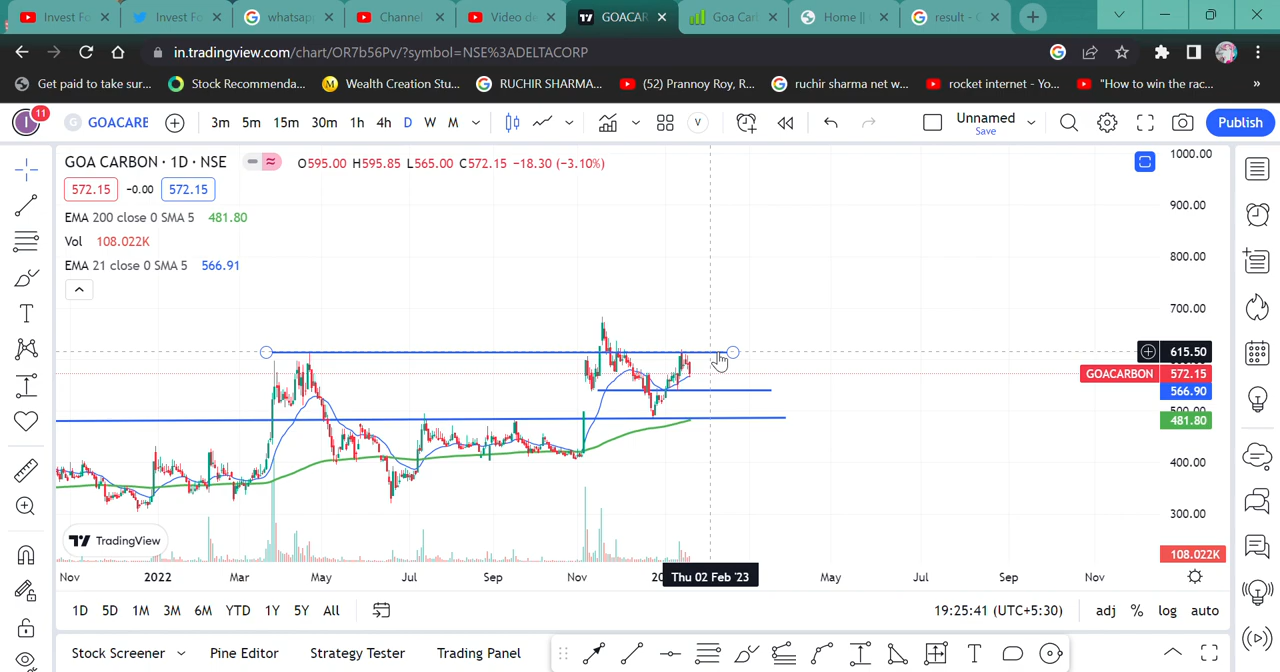 Invest Fo
Invest Fo
whatsap
Channel
Video de
GOACAR
Goa Carl
Home ||
result - G
in.tradingview.com/chart/OR7b56Pv/?symbol=NSE%3ADELTACORP
Get paid to take sur...
Stock Recommenda...
Wealth Creation Stu...
RUCHIR SHARMA...
(52) Prannoy Roy, R...
ruchir sharma net w...
rocket internet - Yo...
"How to win the rac...
»
I
11
G
GOACARE
3m
5m
15m
30m
1h
4h
D
W
M
V
Unnamed
Save
Publish
GOA CARBON · 1D · NSE
O595.00 H595.85 L565.00 C572.15 −18.30 (−3.10%)
572.15
-0.00
572.15
EMA 200 close 0 SMA 5 481.80
Vol 108.022K
EMA 21 close 0 SMA 5 566.91
1000.00
900.00
800.00
700.00
615.50
GOACARBON 572.15
566.90
500.00
481.80
400.00
300.00
108.022K
TradingView
Nov
2022
Mar
May
Jul
Sep
Nov
Thu 02 Feb '23
May
Jul
Sep
Nov
1D
5D
1M
3M
6M
YTD
1Y
5Y
All
19:25:41 (UTC+5:30)
adj
%
log
auto
Stock Screener
Pine Editor
Strategy Tester
Trading Panel